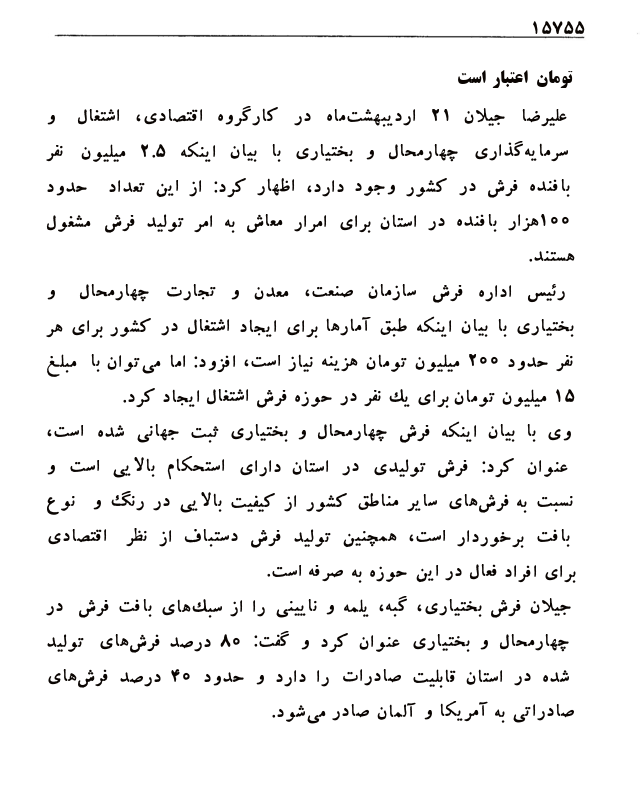 ۱۵۷۵۵
تومان اعتبار است
علیرضا جیلان ۲۱ اردیبهشت‌ماه در کارگروه اقتصادی، اشتغال و
سرمایه‌گذاری چهارمحال و بختیاری با بیان اینکه ۲.۵ میلیون نفر
بافنده فرش در کشور وجود دارد، اظهار کرد: از این تعداد حدود
۱۰۰هزار بافنده در استان برای امرار معاش به امر تولید فرش مشغول
هستند.
رئیس اداره فرش سازمان صنعت، معدن و تجارت چهارمحال و
بختیاری با بیان اینکه طبق آمارها برای ایجاد اشتغال در کشور برای هر
نفر حدود ۲۰۰ میلیون تومان هزینه نیاز است، افزود: اما می‌توان با مبلغ
۱۵ میلیون تومان برای یك نفر در حوزه فرش اشتغال ایجاد کرد.
وی با بیان اینکه فرش چهارمحال و بختیاری ثبت جهانی شده است،
عنوان کرد: فرش تولیدی در استان دارای استحکام بالایی است و
نسبت به فرش‌های سایر مناطق کشور از کیفیت بالایی در رنگ و نوع
بافت برخوردار است، همچنین تولید فرش دستباف از نظر اقتصادی
برای افراد فعال در این حوزه به صرفه است.
جیلان فرش بختیاری، گبه، یلمه و نایینی را از سبك‌های بافت فرش در
چهارمحال و بختیاری عنوان کرد و گفت: ۸۰ درصد فرش‌های تولید
شده در استان قابلیت صادرات را دارد و حدود ۴۰ درصد فرش‌های
صادراتی به آمریکا و آلمان صادر می‌شود.